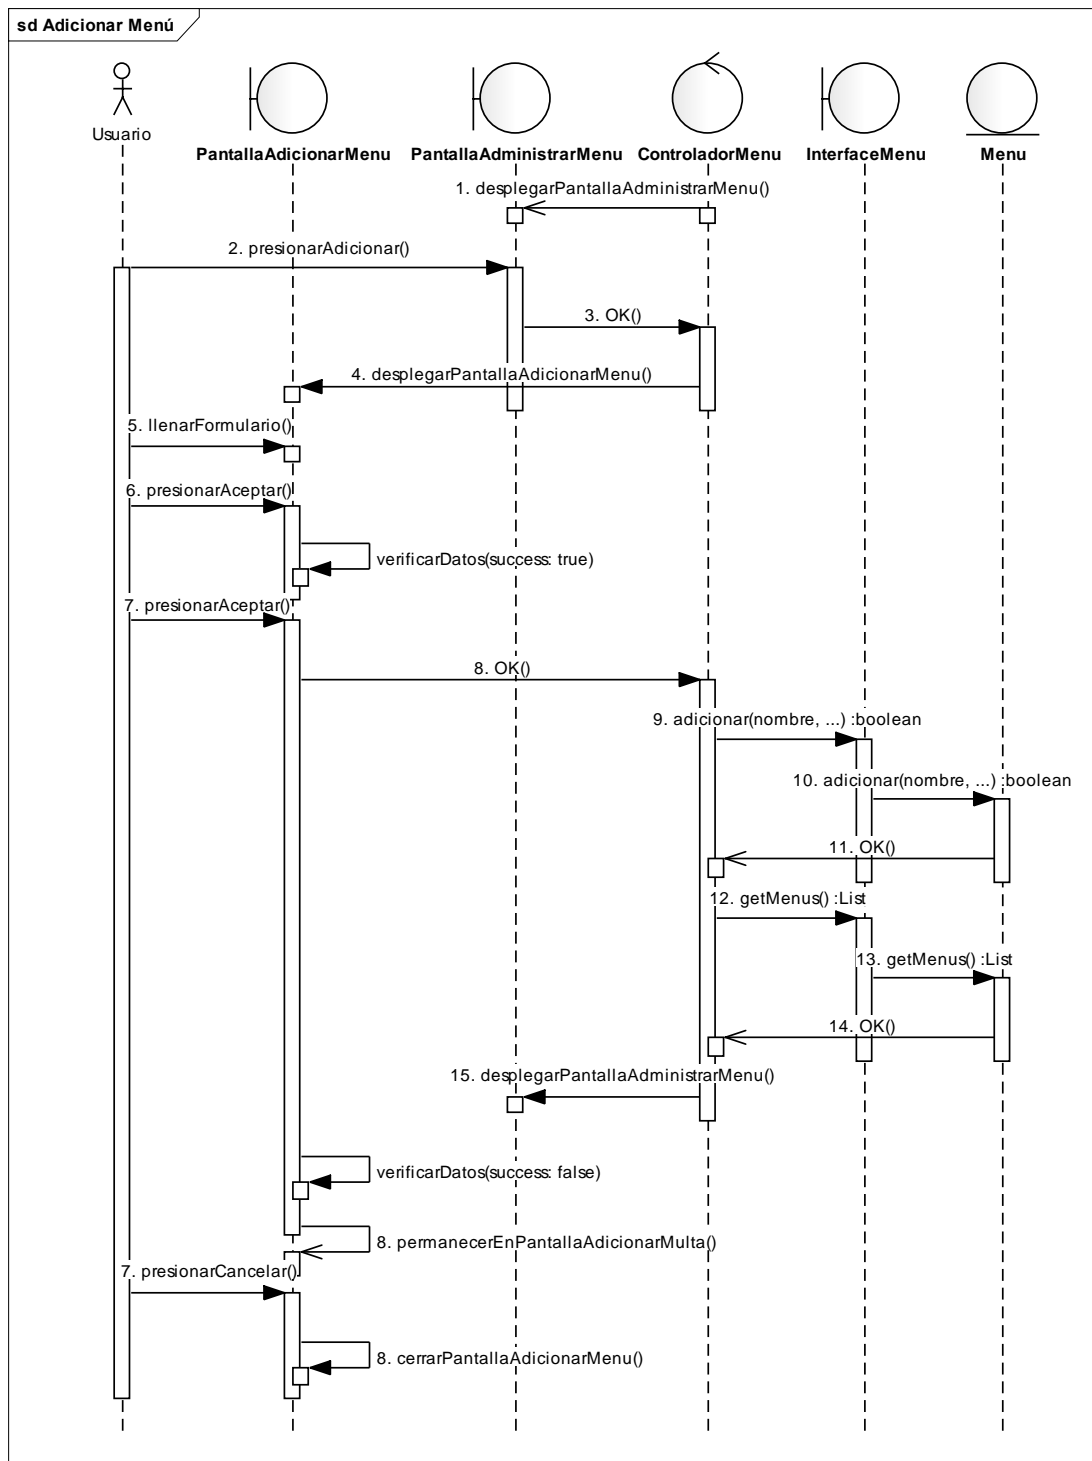 sd Adicionar Menú
Usuario
PantallaAdicionarMenu
PantallaAdministrarMenu
ControladorMenu
InterfaceMenu
Menu
1. desplegarPantallaAdministrarMenu()
2. presionarAdicionar()
3. OK()
4. desplegarPantallaAdicionarMenu()
5. llenarFormulario()
6. presionarAceptar()
verificarDatos(success: true)
7. presionarAceptar()
8. OK()
9. adicionar(nombre, ...) :boolean
10. adicionar(nombre, ...) :boolean
11. OK()
12. getMenus() :List
13. getMenus() :List
14. OK()
15. desplegarPantallaAdministrarMenu()
verificarDatos(success: false)
8. permanecerEnPantallaAdicionarMulta()
7. presionarCancelar()
8. cerrarPantallaAdicionarMenu()